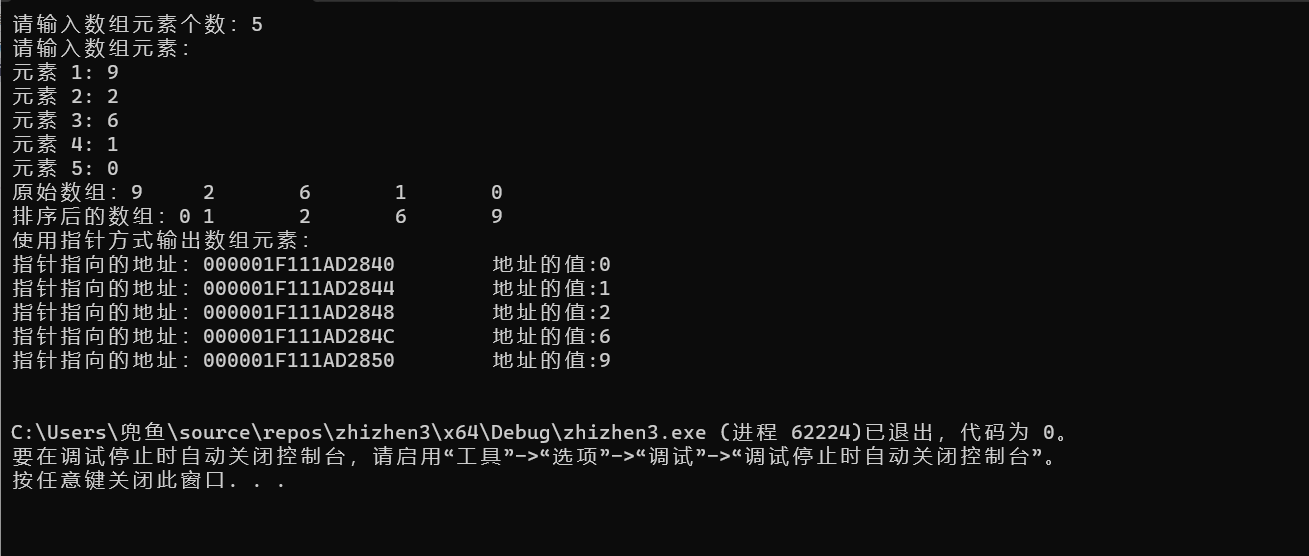 请输入数组元素个数: 5
请输入数组元素:
元素 1: 9
元素 2: 2
元素 3: 6
元素 4: 1
元素 5: 0
原始数组: 9 2 6 1 0
排序后的数组: 0 1 2 6 9
使用指针方式输出数组元素:
指针指向的地址: 000001F111AD2840 地址的值:0
指针指向的地址: 000001F111AD2844 地址的值:1
指针指向的地址: 000001F111AD2848 地址的值:2
指针指向的地址: 000001F111AD284C 地址的值:6
指针指向的地址: 000001F111AD2850 地址的值:9
C:\Users\兜鱼\source\repos\zhizhen3\x64\Debug\zhizhen3.exe (进程 62224)已退出，代码为 0。
要在调试停止时自动关闭控制台，请启用“工具”->“选项”->“调试”->“调试停止时自动关闭控制台”。
按任意键关闭此窗口. . .